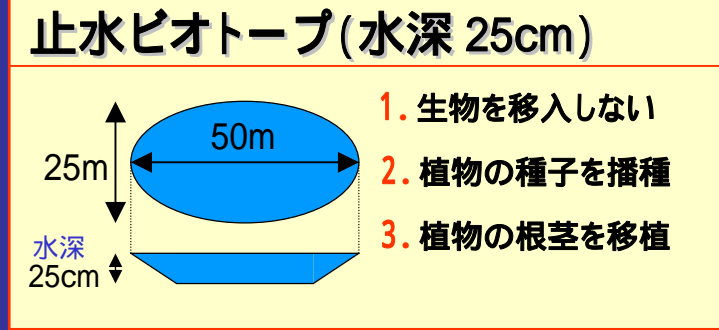 止水ビオトープ(水深 25cm)
1. 生物を移入しない
50m
25m
2. 植物の種子を播種
3. 植物の根茎を移植
水深
25cm